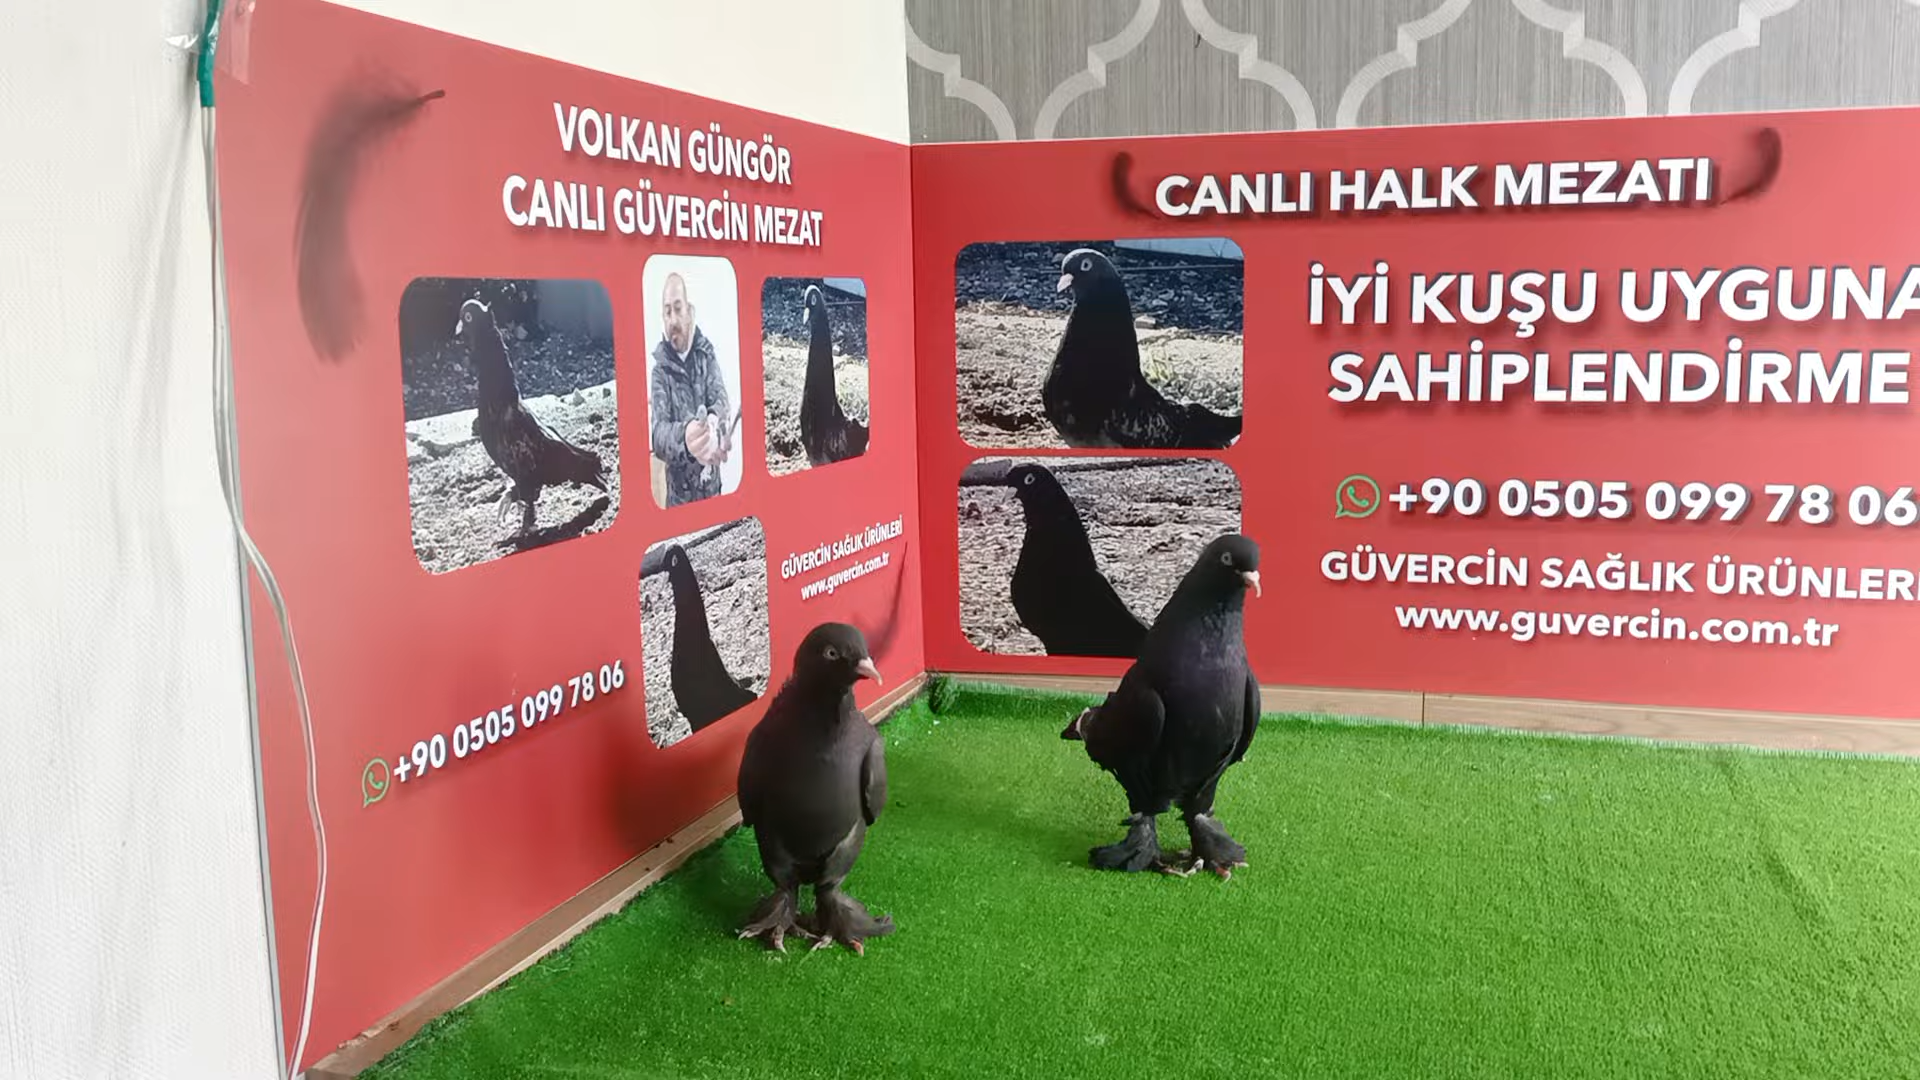 VOLKAN GÜNGÖR
CANLI GÜVERCİN MEZAT
GÜVERCİN SAĞLIK ÜRÜNLERİ
www.guvercin.com.tr
+90 0505 099 78 06
CANLI HALK MEZATI
İYİ KUŞU UYGUNA
SAHİPLENDİRME
+90 0505 099 78 06
GÜVERCİN SAĞLIK ÜRÜNLERİ
www.guvercin.com.tr